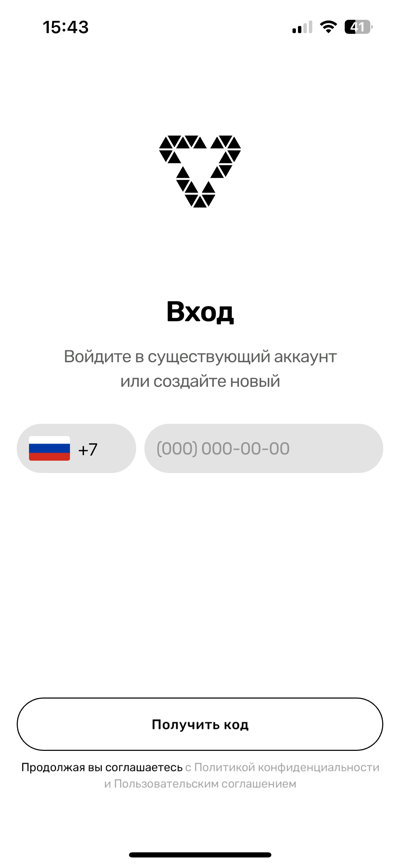 15:43
41
Вход
Войдите в существующий аккаунт
или создайте новый
+7
(000) 000-00-00
Получить код
Продолжая вы соглашаетесь с Политикой конфиденциальности
и Пользовательским соглашением